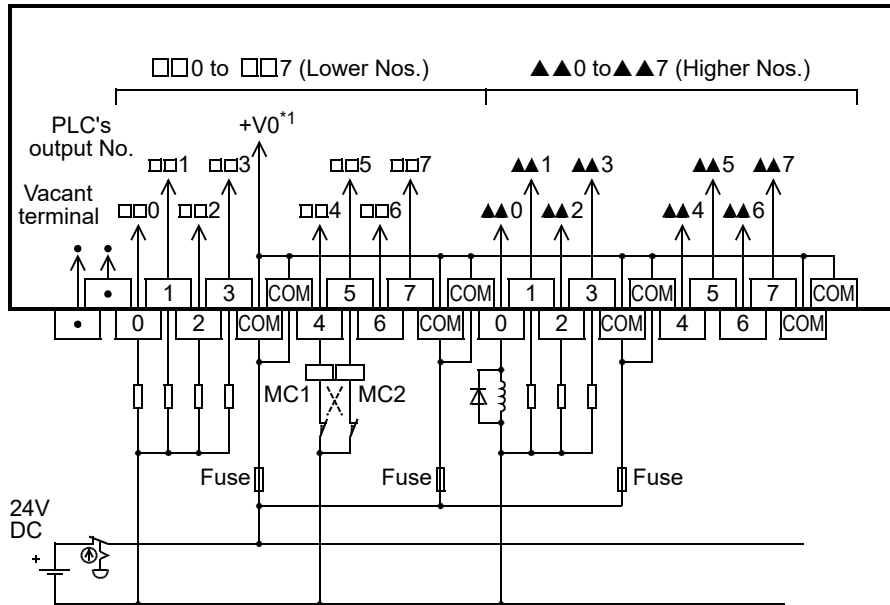 □□0 to □□7 (Lower Nos.) ▲▲0 to▲▲7 (Higher Nos.)
PLC's
output No.
+V0*1
□□1 □□3 □□5 □□7 ▲▲1 ▲▲3 ▲▲5 ▲▲7
Vacant
terminal
□□0 □□2 □□4 □□6 ▲▲0 ▲▲2 ▲▲4 ▲▲6
• 1 3 COM 5 7 COM 1 3 COM 5 7 COM
• 0 2 COM 4 6 COM 0 2 COM 4 6 COM
MC1 MC2
Fuse Fuse Fuse
24V
DC
+